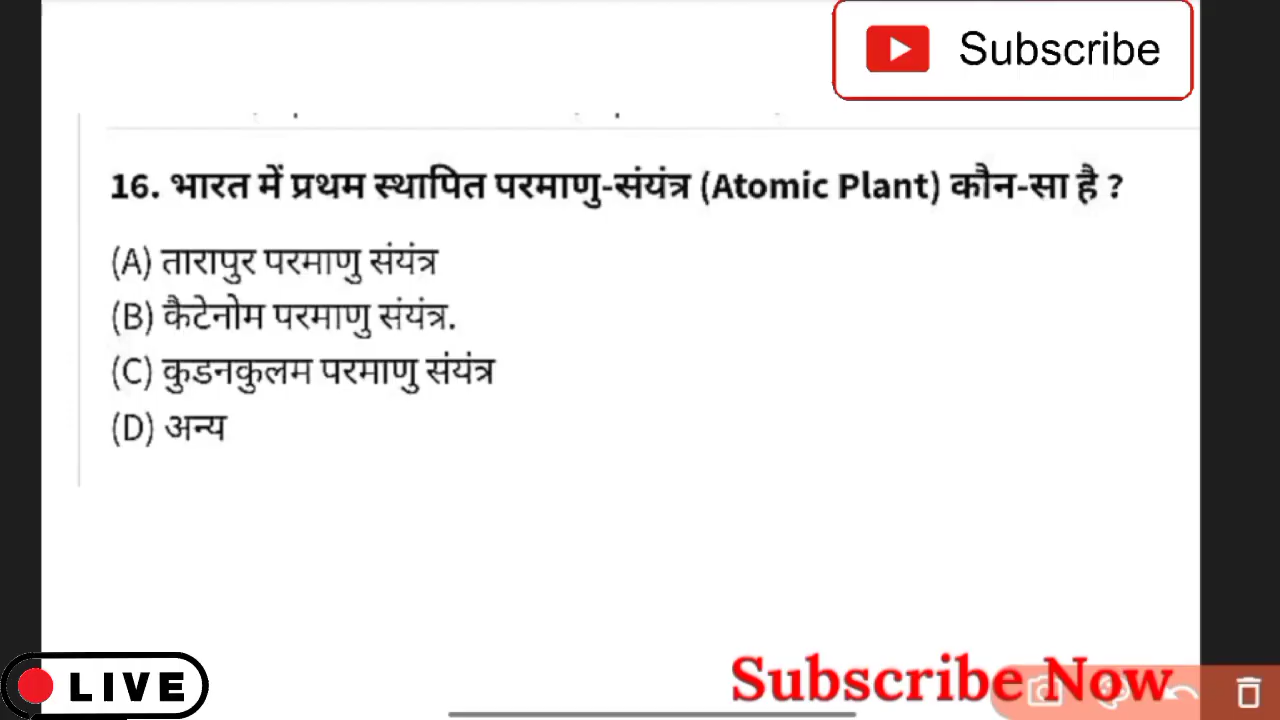 Subscribe
16. भारत में प्रथम स्थापित परमाणु-संयंत्र (Atomic Plant) कौन-सा है ?
(A) तारापुर परमाणु संयंत्र
(B) कैटेनोम परमाणु संयंत्र.
(C) कुडनकुलम परमाणु संयंत्र
(D) अन्य
LIVE
Subscribe Now